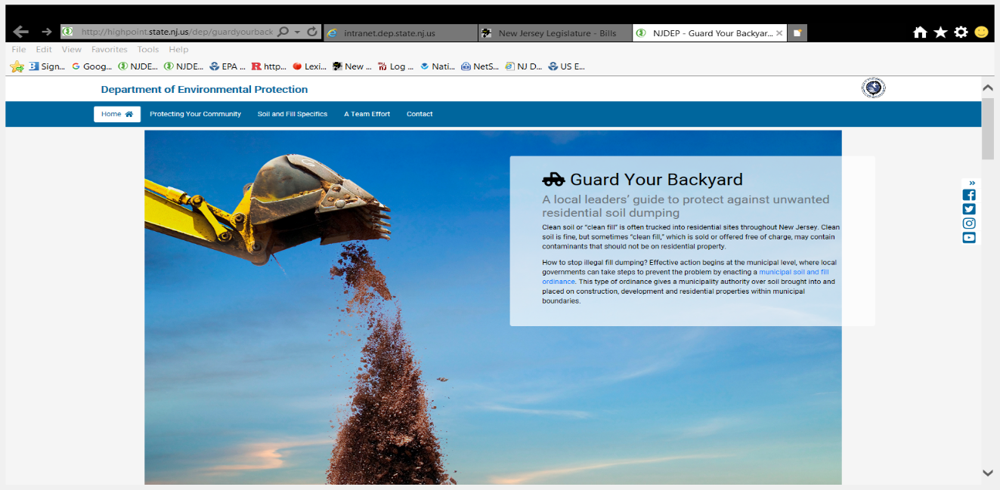 http://highpoint.state.nj.us/dep/guardyourback
intranet.dep.state.nj.us
New Jersey Legislature - Bills
NJDEP - Guard Your Backyar...
File Edit View Favorites Tools Help
Sign... Goog... NJDE... NJDE... EPA ... http... Lexi... New ... Log ... Nati... NetS... NJ D... US E...
Department of Environmental Protection
Home Protecting Your Community Soil and Fill Specifics A Team Effort Contact
Guard Your Backyard
A local leaders' guide to protect against unwanted
residential soil dumping
Clean soil or "clean fill" is often trucked into residential sites throughout New Jersey. Clean
soil is fine, but sometimes "clean fill," which is sold or offered free of charge, may contain
contaminants that should not be on residential property.
How to stop illegal fill dumping? Effective action begins at the municipal level, where local
governments can take steps to prevent the problem by enacting a municipal soil and fill
ordinance. This type of ordinance gives a municipality authority over soil brought into and
placed on construction, development and residential properties within municipal
boundaries.